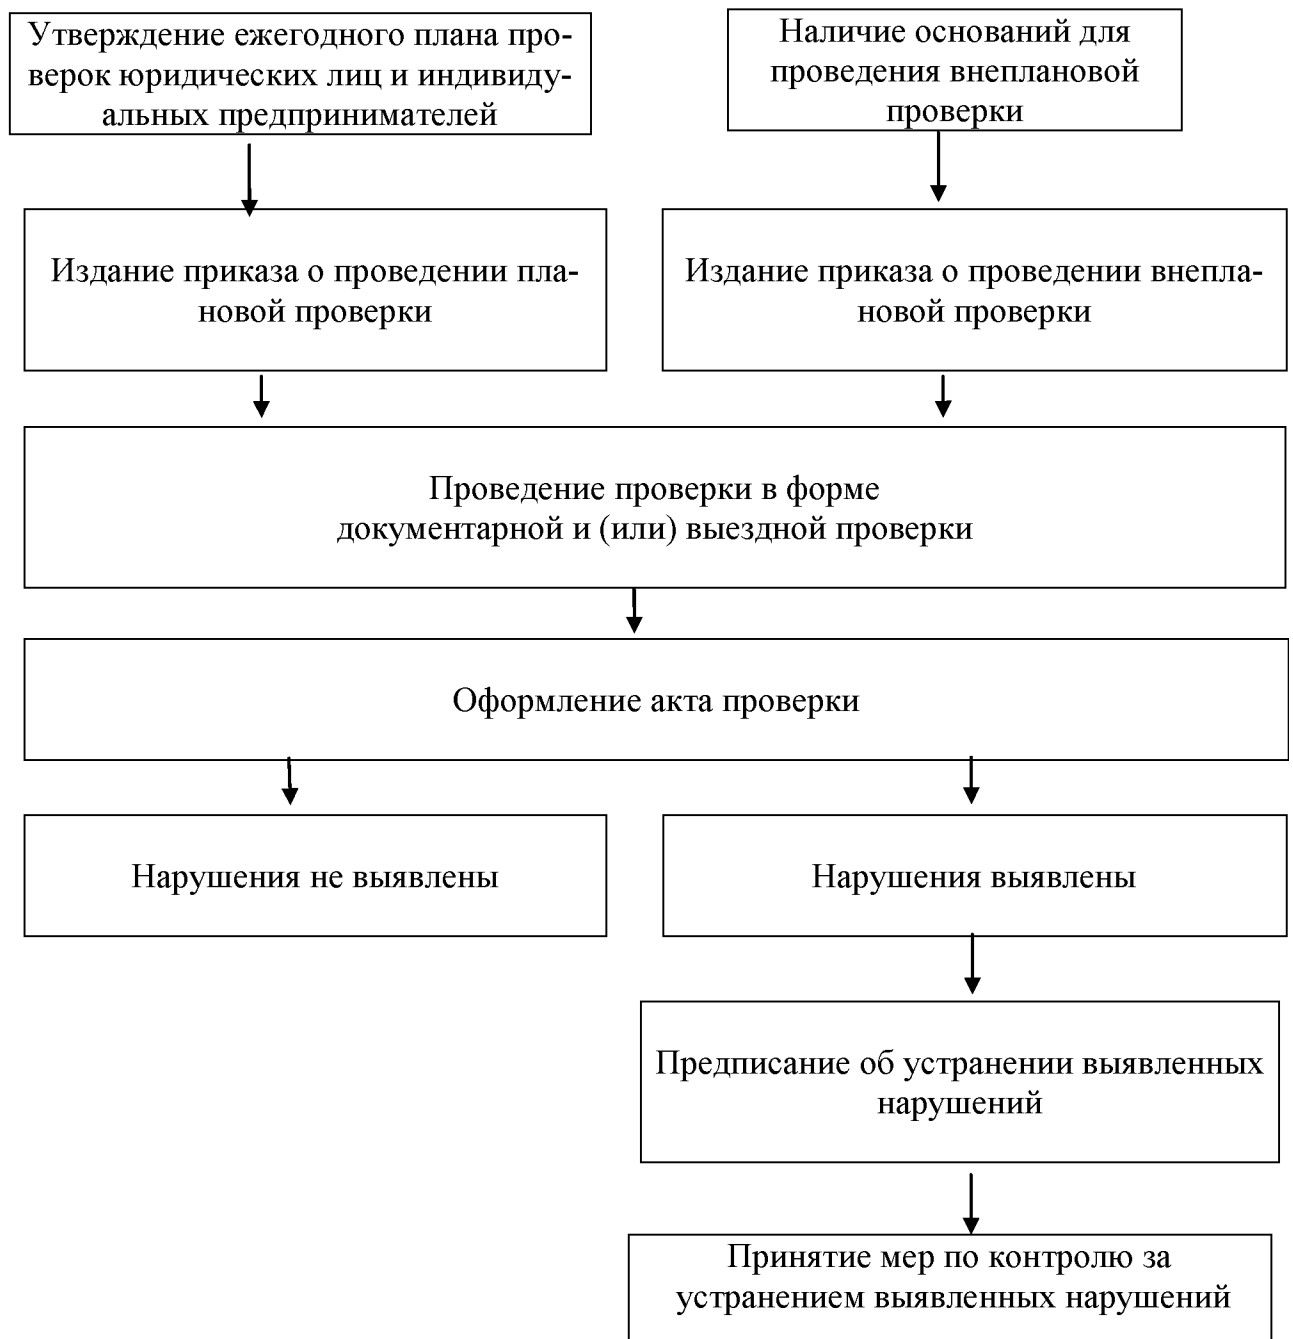 Утверждение ежегодного плана про-
верок юридических лиц и индивиду-
альных предпринимателей
Наличие оснований для
проведения внеплановой
проверки
Издание приказа о проведении пла-
новой проверки
Издание приказа о проведении внепла-
новой проверки
Проведение проверки в форме
документарной и (или) выездной проверки
Оформление акта проверки
Нарушения не выявлены
Нарушения выявлены
Предписание об устранении выявленных
нарушений
Принятие мер по контролю за
устранением выявленных нарушений